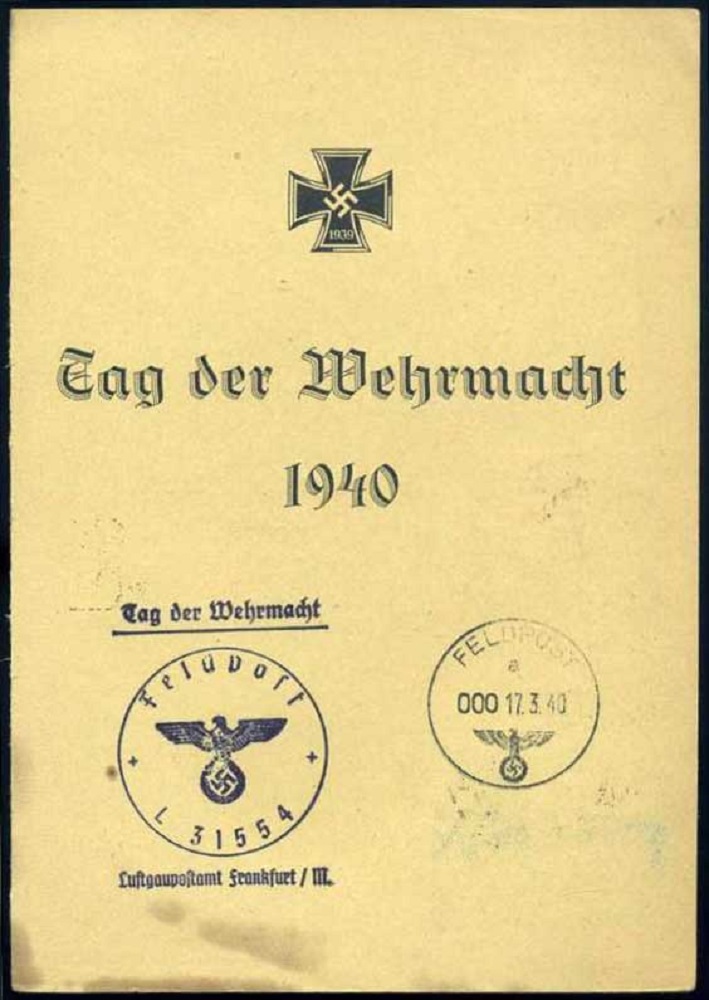 1939
Tag der Wehrmacht
1940
Tag der Wehrmacht
Feldpost
L 31554
Luftgaupostamt Frankfurt / M.
FELDPOST
a
000 17.3.40